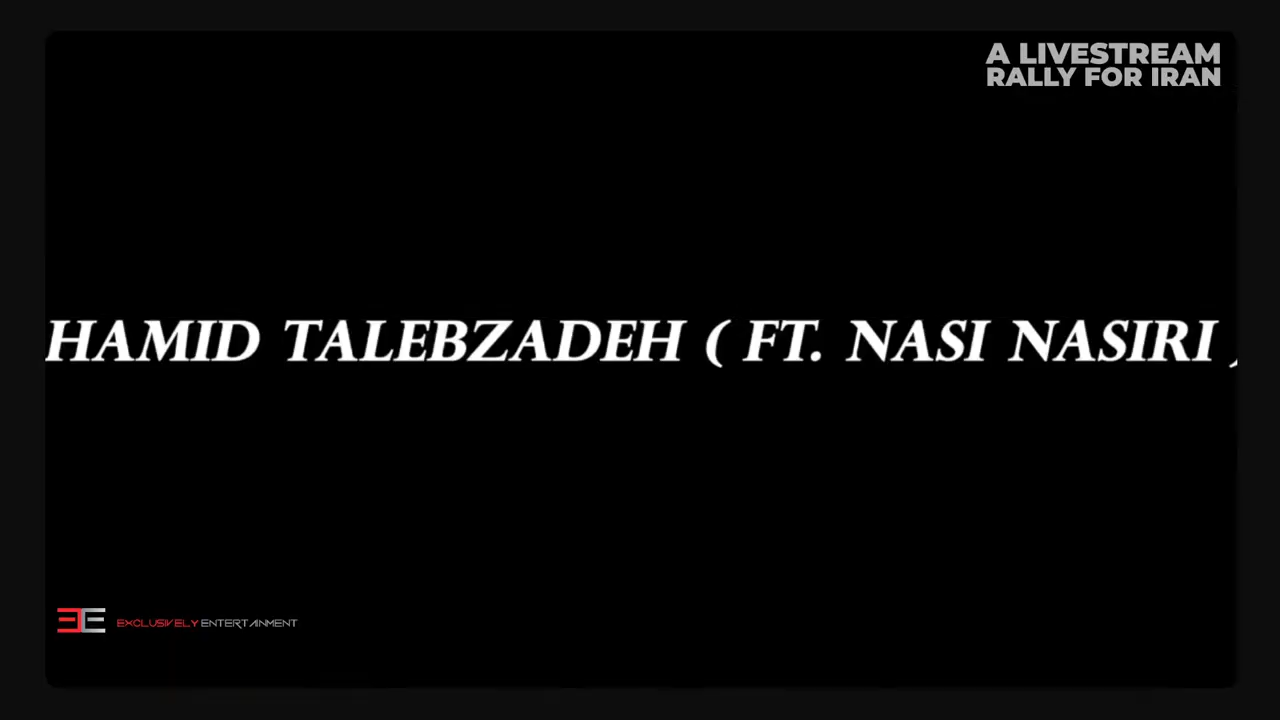 A LIVESTREAM
RALLY FOR IRAN
HAMID TALEBZADEH ( FT. NASI NASIRI )
EXCLUSIVELY ENTERTAINMENT